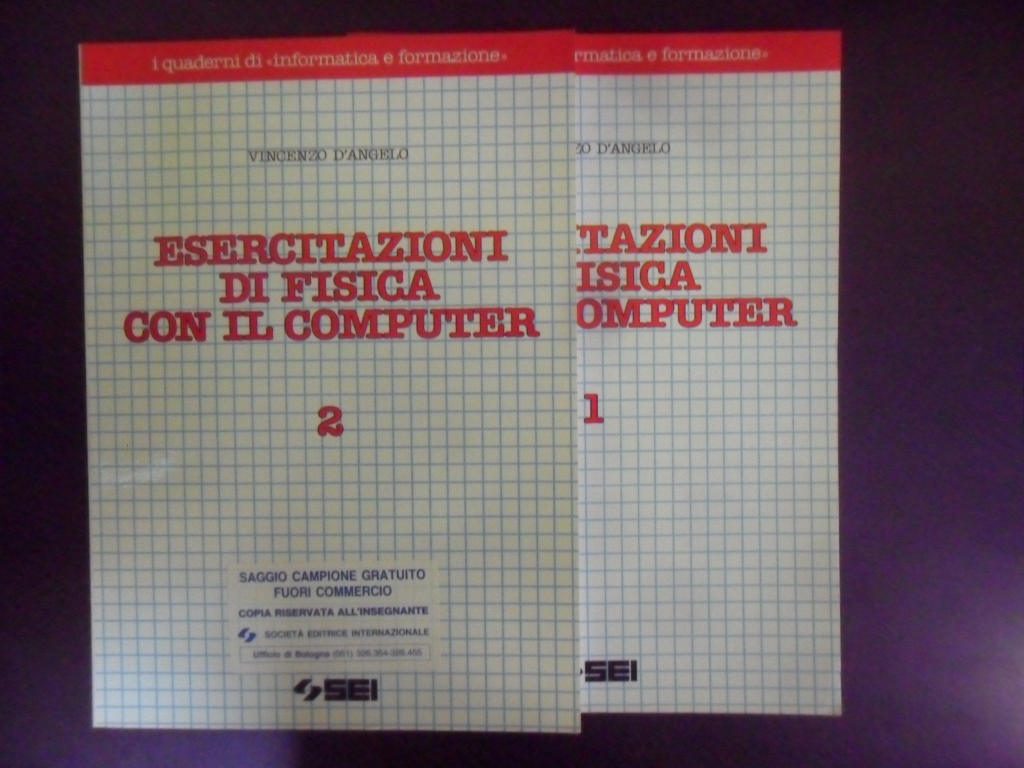 i quaderni di «informatica e formazione»
VINCENZO D'ANGELO
ESERCITAZIONI
DI FISICA
CON IL COMPUTER
2
SAGGIO CAMPIONE GRATUITO
FUORI COMMERCIO
COPIA RISERVATA ALL'INSEGNANTE
SOCIETÀ EDITRICE INTERNAZIONALE
Ufficio di Bologna (051) 326.354-328.455
SEI
rmatica e formazione»
ZO D'ANGELO
ITAZIONI
ISICA
OMPUTER
1
SEI